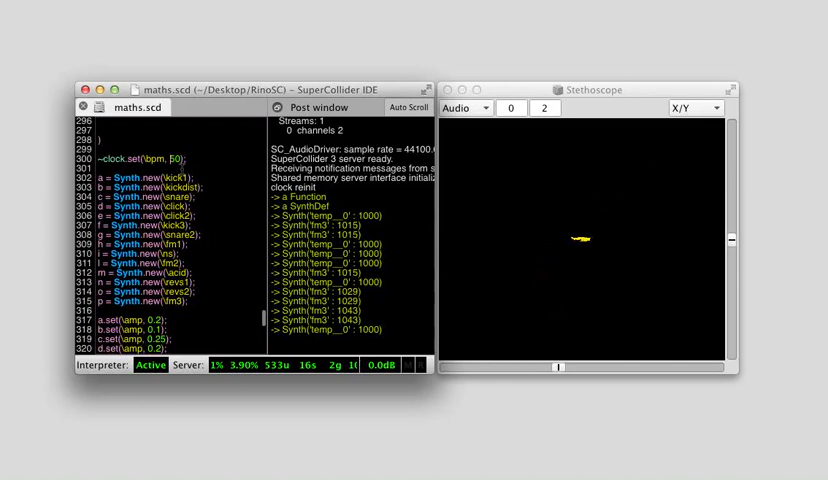 maths.scd (~/Desktop/RinoSC) - SuperCollider IDE
maths.scd
Post window
Auto Scroll
296
297
298 )
299
300 ~clock.set(\bpm, 50);
301
302 a = Synth.new(\kick1);
303 b = Synth.new(\kickdist);
304 c = Synth.new(\snare);
305 d = Synth.new(\click);
306 e = Synth.new(\click2);
307 f = Synth.new(\kick3);
308 g = Synth.new(\snare2);
309 h = Synth.new(\fm1);
310 i = Synth.new(\ns);
311 l = Synth.new(\fm2);
312 m = Synth.new(\acid);
313 n = Synth.new(\revs1);
314 o = Synth.new(\revs2);
315 p = Synth.new(\fm3);
316
317 a.set(\amp, 0.2);
318 b.set(\amp, 0.1);
319 c.set(\amp, 0.25);
320 d.set(\amp, 0.2);
Streams: 1
0 channels 2
SC_AudioDriver: sample rate = 44100.
SuperCollider 3 server ready.
Receiving notification messages from s
Shared memory server interface initializ
clock reinit
-> a Function
-> a SynthDef
-> Synth('temp__0' : 1000)
-> Synth('fm3' : 1015)
-> Synth('temp__0' : 1000)
-> Synth('temp__0' : 1000)
-> Synth('temp__0' : 1000)
-> Synth('temp__0' : 1000)
-> Synth('fm3' : 1015)
-> Synth('temp__0' : 1000)
-> Synth('fm3' : 1029)
-> Synth('fm3' : 1029)
-> Synth('fm3' : 1043)
-> Synth('fm3' : 1043)
-> Synth('temp__0' : 1000)
Interpreter: Active Server: 1% 3.90% 533u 16s 2g 0.0dB M R
Stethoscope
Audio 0 2 X/Y